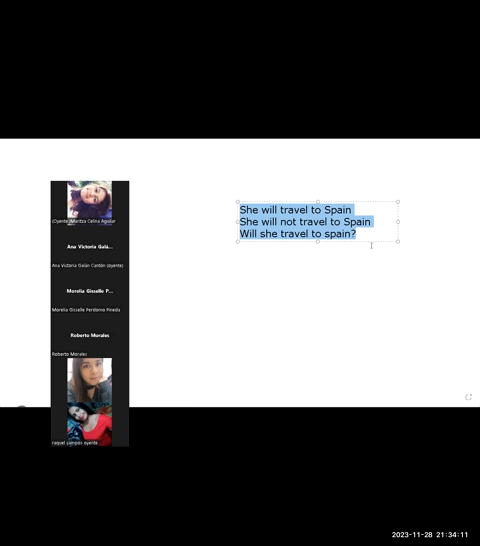 (Oyente) Maritza Celina Aguilar
Ana Victoria Galá...
Ana Victoria Galán Cantón (oyente)
Morelia Gisselle P...
Morelia Gisselle Perdomo Pineda
Roberto Morales
Roberto Morales
raquel campos oyente
She will travel to Spain
She will not travel to Spain
Will she travel to spain?
2023-11-28 21:34:11